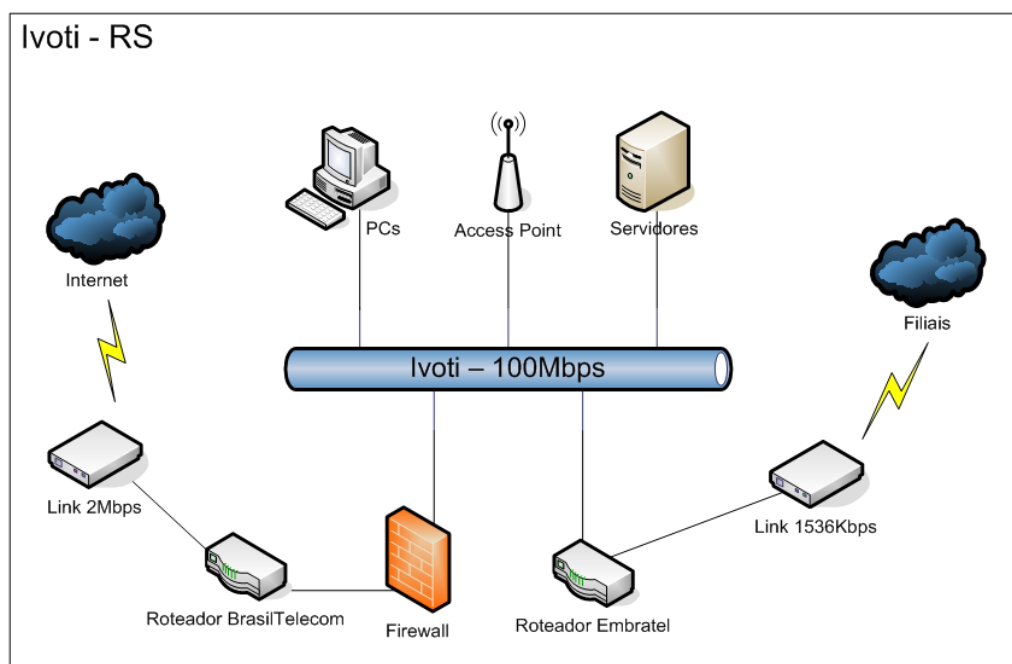 Ivoti - RS
PCs
Access Point
Servidores
Internet
Filiais
Ivoti – 100Mbps
Link 2Mbps
Link 1536Kbps
Roteador BrasilTelecom
Firewall
Roteador Embratel